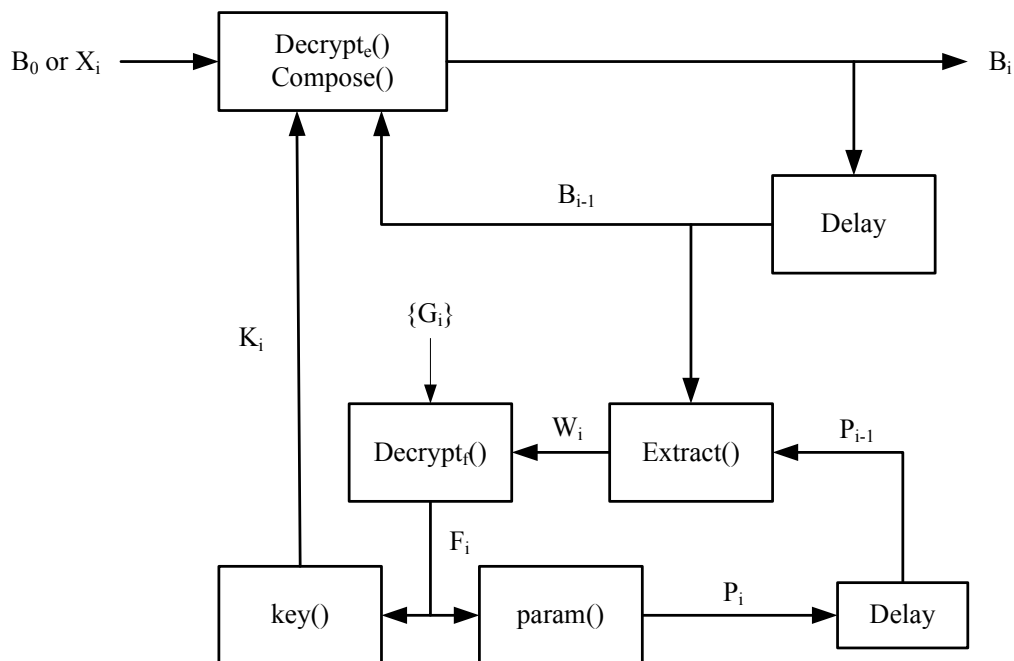 B₀ or Xᵢ
Decryptₑ()
Compose()
Bᵢ
Bᵢ₋₁
Delay
{Gᵢ}
Kᵢ
Decrypt_f()
Wᵢ
Extract()
Pᵢ₋₁
Fᵢ
key()
param()
Pᵢ
Delay